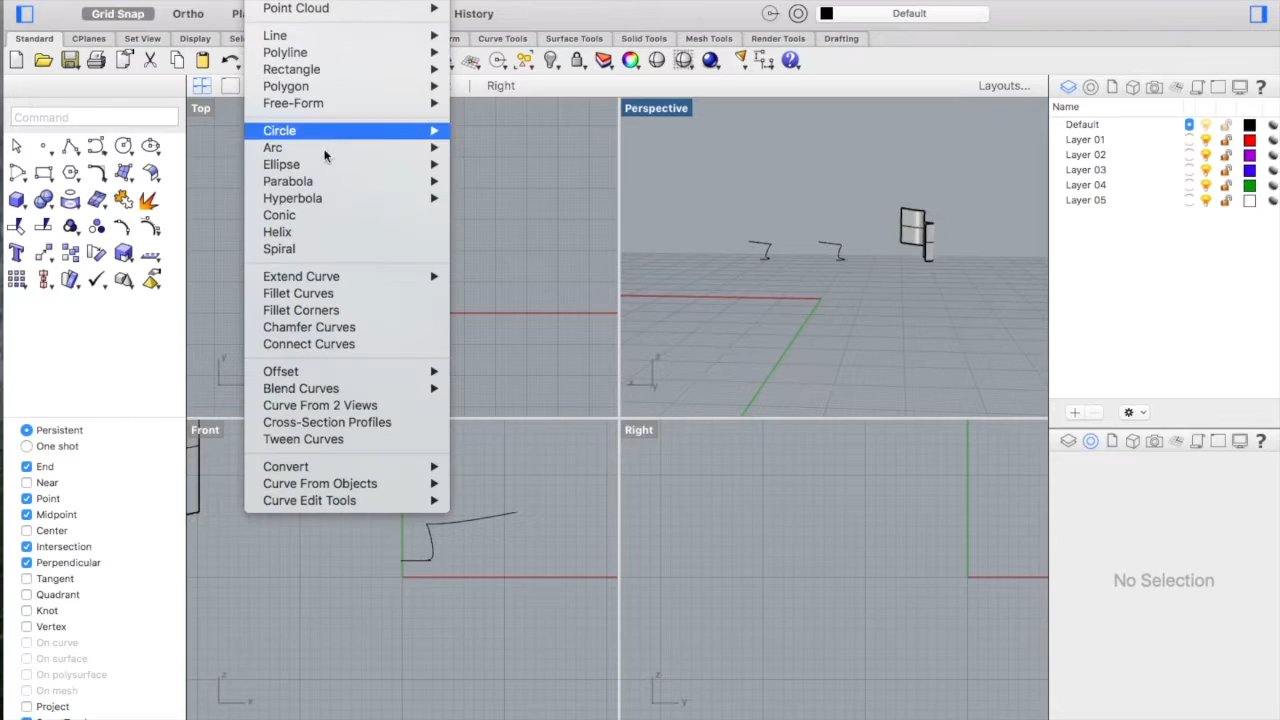 Grid Snap
Ortho
History
Default
Standard
CPlanes
Set View
Display
Curve Tools
Surface Tools
Solid Tools
Mesh Tools
Render Tools
Drafting
Right
Layouts...
Command
Point Cloud
Line
Polyline
Rectangle
Polygon
Free-Form
Circle
Arc
Ellipse
Parabola
Hyperbola
Conic
Helix
Spiral
Extend Curve
Fillet Curves
Fillet Corners
Chamfer Curves
Connect Curves
Offset
Blend Curves
Curve From 2 Views
Cross-Section Profiles
Tween Curves
Convert
Curve From Objects
Curve Edit Tools
Top
y
Perspective
z
x
y
Front
z
x
Right
z
y
Name
Default
Layer 01
Layer 02
Layer 03
Layer 04
Layer 05
No Selection
Persistent
One shot
End
Near
Point
Midpoint
Center
Intersection
Perpendicular
Tangent
Quadrant
Knot
Vertex
On curve
On surface
On polysurface
On mesh
Project